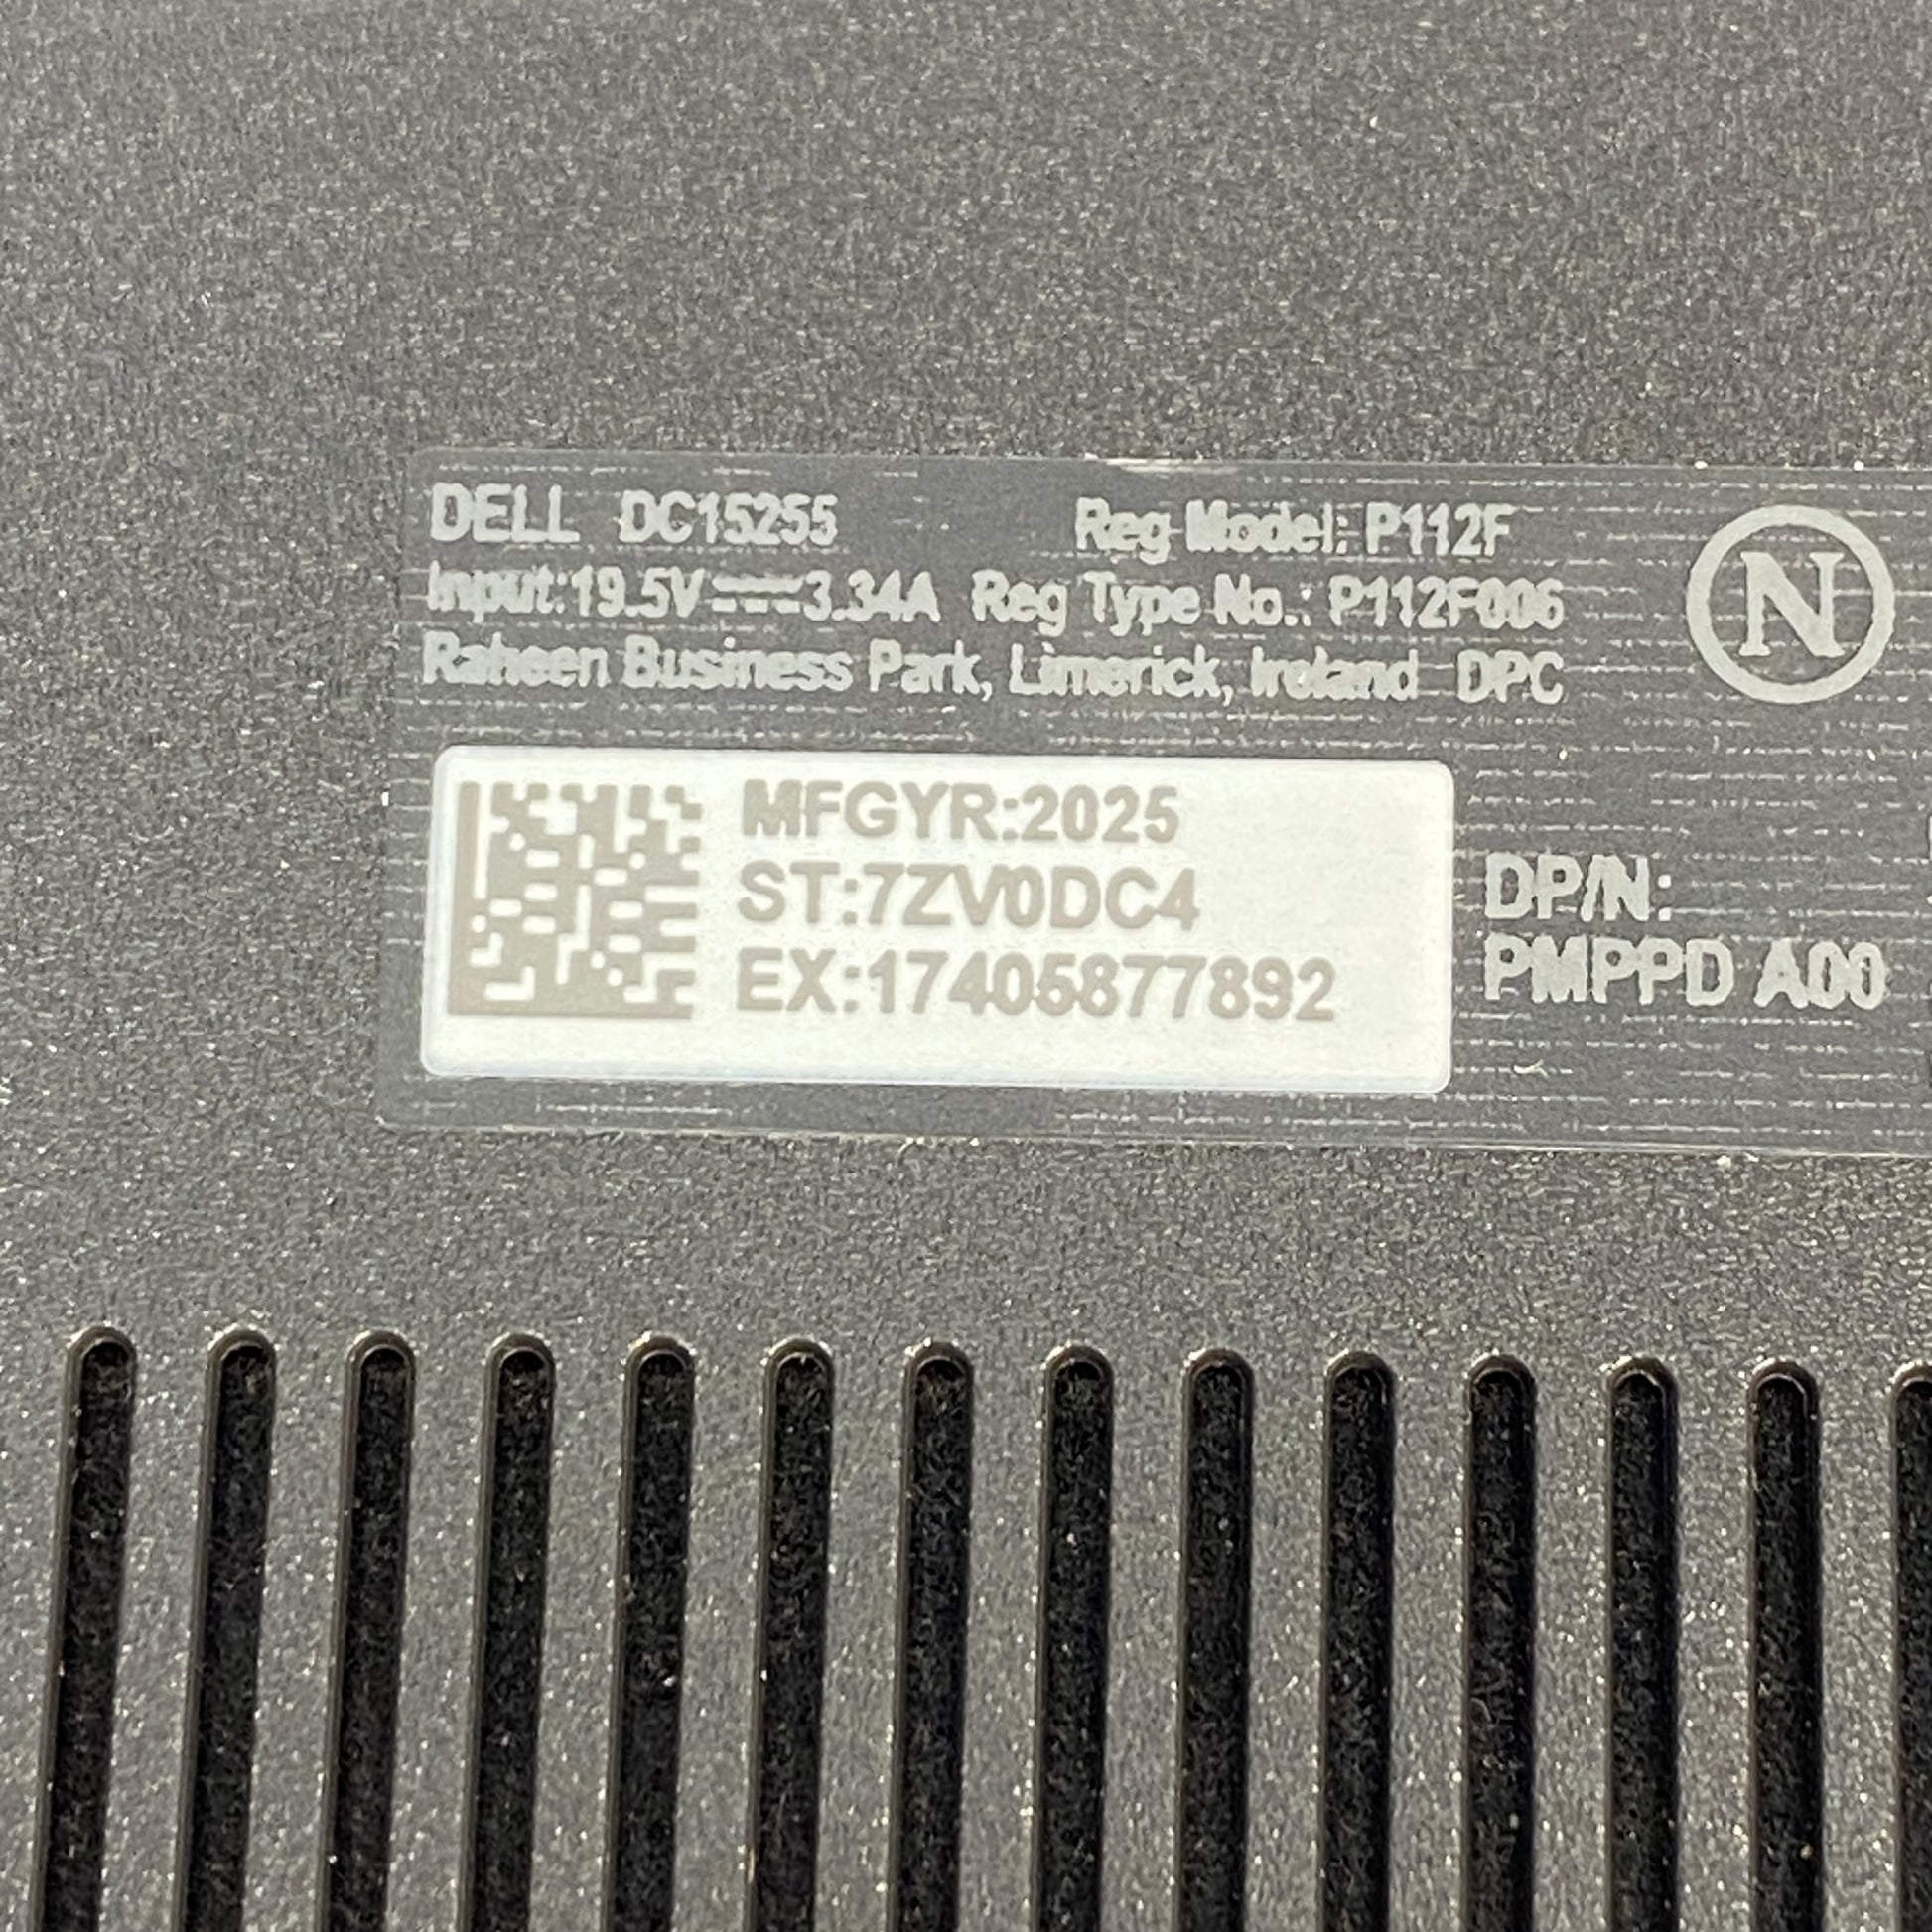 DELL DC15255 Reg Model: P112F
Input:19.5V⎓3.34A Reg Type No.: P112F006
Raheen Business Park, Limerick, Ireland DPC
N
MFGYR:2025
ST:7ZV0DC4
EX:17405877892
DP/N:
PMPPD A00